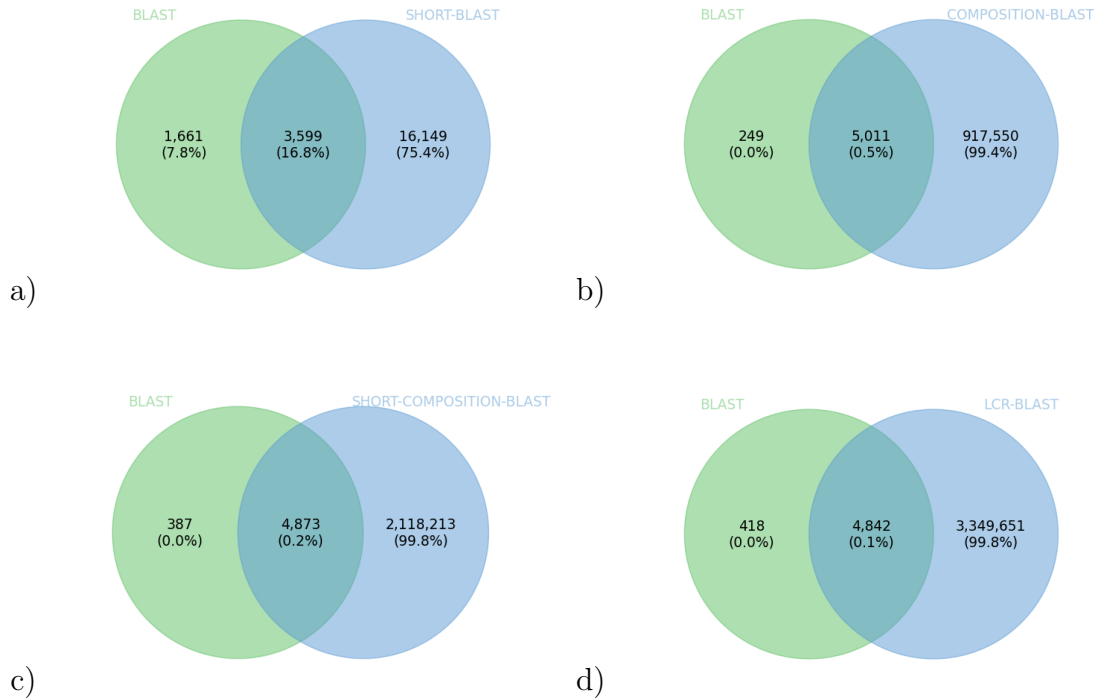 BLAST
SHORT-BLAST
1,661
(7.8%)
3,599
(16.8%)
16,149
(75.4%)
a)
BLAST
COMPOSITION-BLAST
249
(0.0%)
5,011
(0.5%)
917,550
(99.4%)
b)
BLAST
SHORT-COMPOSITION-BLAST
387
(0.0%)
4,873
(0.2%)
2,118,213
(99.8%)
c)
BLAST
LCR-BLAST
418
(0.0%)
4,842
(0.1%)
3,349,651
(99.8%)
d)